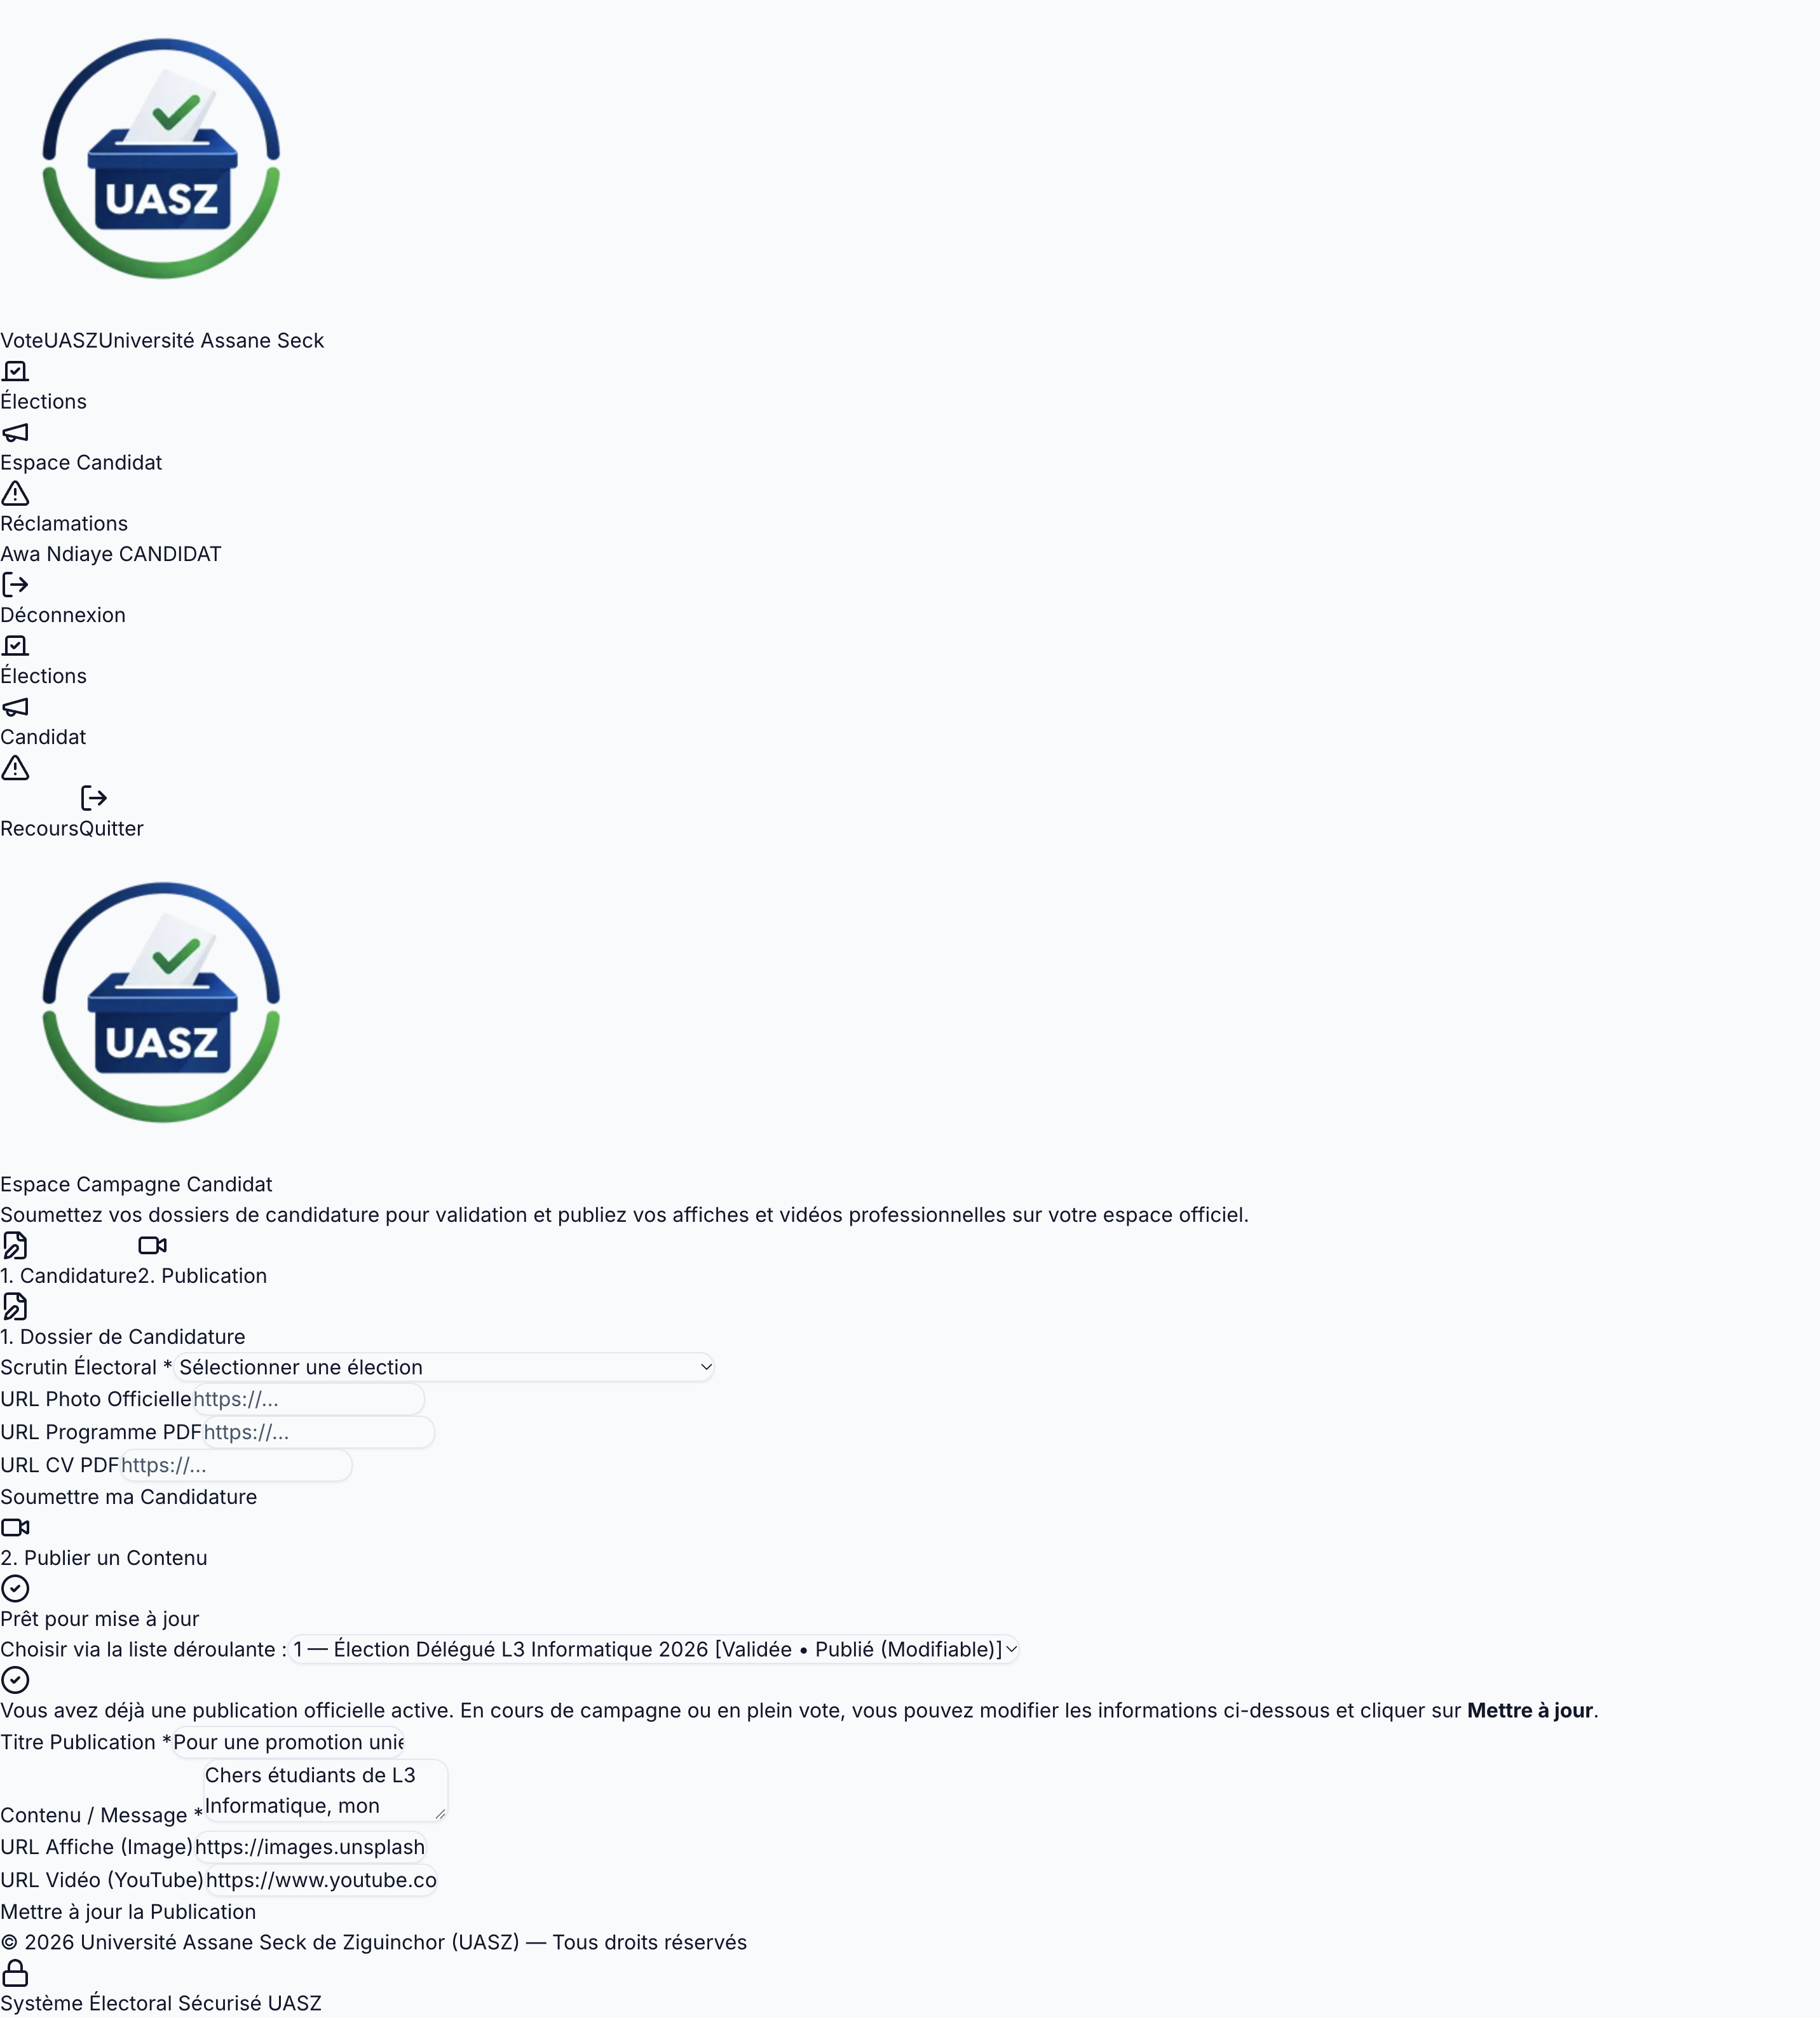 UASZ
VoteUASZUniversité Assane Seck
Élections
Espace Candidat
Réclamations
Awa Ndiaye CANDIDAT
Déconnexion
Élections
Candidat
RecoursQuitter
UASZ
Espace Campagne Candidat
Soumettez vos dossiers de candidature pour validation et publiez vos affiches et vidéos professionnelles sur votre espace officiel.
1. Candidature2. Publication
1. Dossier de Candidature
Scrutin Électoral * Sélectionner une élection
URL Photo Officielle https://...
URL Programme PDF https://...
URL CV PDF https://...
Soumettre ma Candidature
2. Publier un Contenu
Prêt pour mise à jour
Choisir via la liste déroulante : 1 — Élection Délégué L3 Informatique 2026 [Validée • Publié (Modifiable)]
Vous avez déjà une publication officielle active. En cours de campagne ou en plein vote, vous pouvez modifier les informations ci-dessous et cliquer sur Mettre à jour.
Titre Publication * Pour une promotion unie
Chers étudiants de L3
Contenu / Message * Informatique, mon
URL Affiche (Image) https://images.unsplash
URL Vidéo (YouTube) https://www.youtube.co
Mettre à jour la Publication
© 2026 Université Assane Seck de Ziguinchor (UASZ) — Tous droits réservés
Système Électoral Sécurisé UASZ